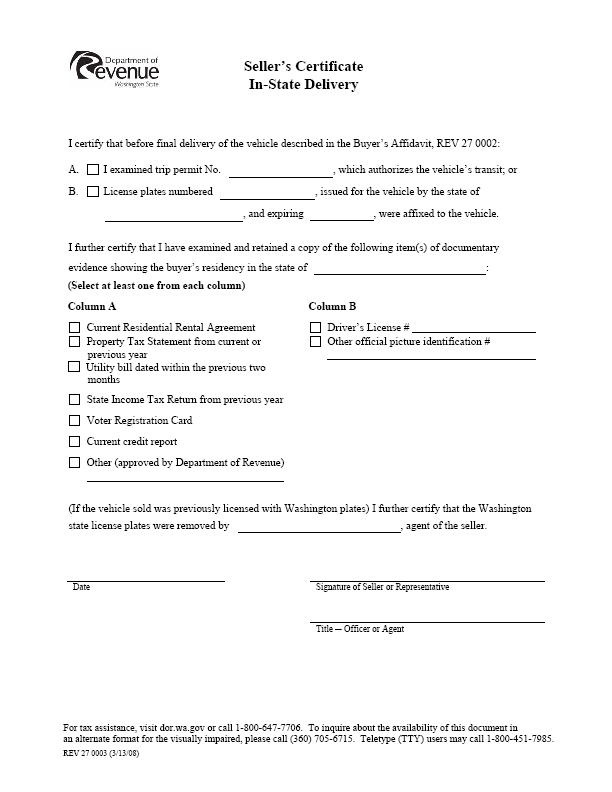 Department of
Revenue
Washington State
Seller's Certificate
In-State Delivery
I certify that before final delivery of the vehicle described in the Buyer's Affidavit, REV 27 0002:
A. I examined trip permit No. , which authorizes the vehicle's transit; or
B. License plates numbered , issued for the vehicle by the state of
, and expiring , were affixed to the vehicle.
I further certify that I have examined and retained a copy of the following item(s) of documentary
evidence showing the buyer's residency in the state of :
(Select at least one from each column)
Column A
Current Residential Rental Agreement
Property Tax Statement from current or
previous year
Utility bill dated within the previous two
months
State Income Tax Return from previous year
Voter Registration Card
Current credit report
Other (approved by Department of Revenue)
Column B
Driver's License #
Other official picture identification #
(If the vehicle sold was previously licensed with Washington plates) I further certify that the Washington
state license plates were removed by , agent of the seller.
Date
Signature of Seller or Representative
Title — Officer or Agent
For tax assistance, visit dor.wa.gov or call 1-800-647-7706. To inquire about the availability of this document in
an alternate format for the visually impaired, please call (360) 705-6715. Teletype (TTY) users may call 1-800-451-7985.
REV 27 0003 (3/13/08)